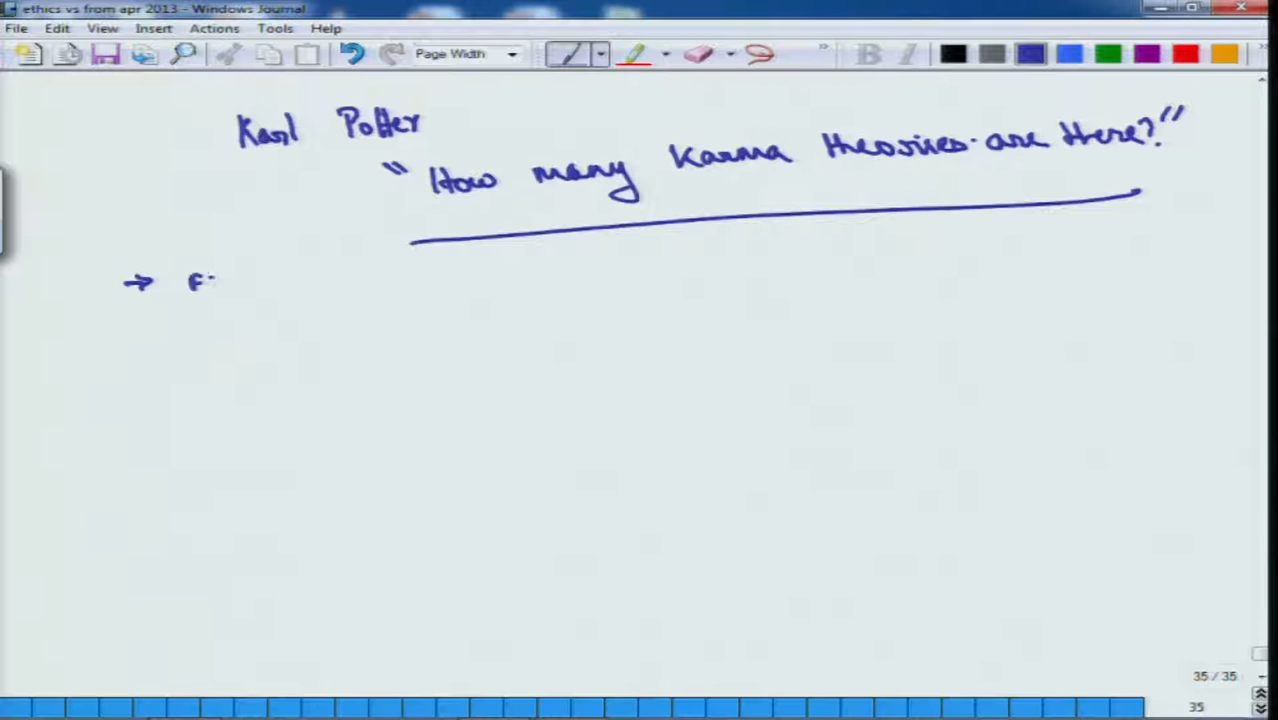 ethics vs from apr 2013 - Windows Journal
File Edit View Insert Actions Tools Help
Page Width
Karl Potter
"How many Karma theories are there?"
→ F
35 / 35
35